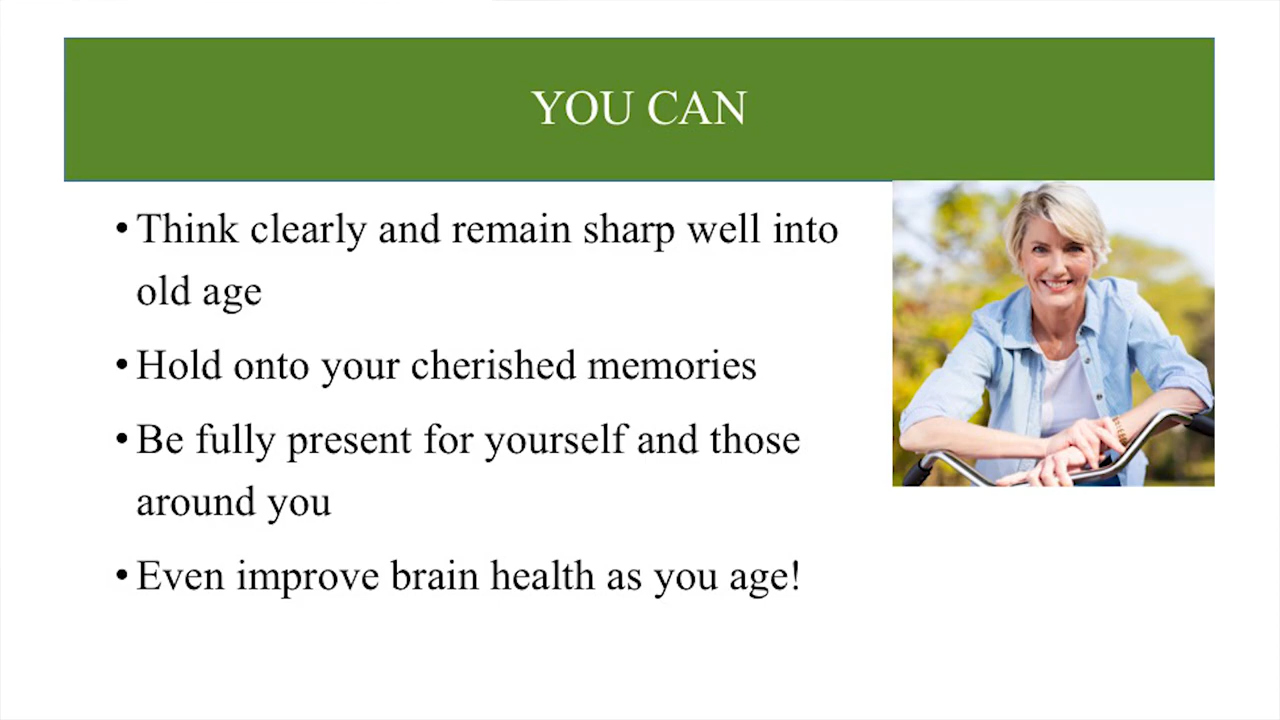 YOU CAN
• Think clearly and remain sharp well into
old age
• Hold onto your cherished memories
• Be fully present for yourself and those
around you
• Even improve brain health as you age!